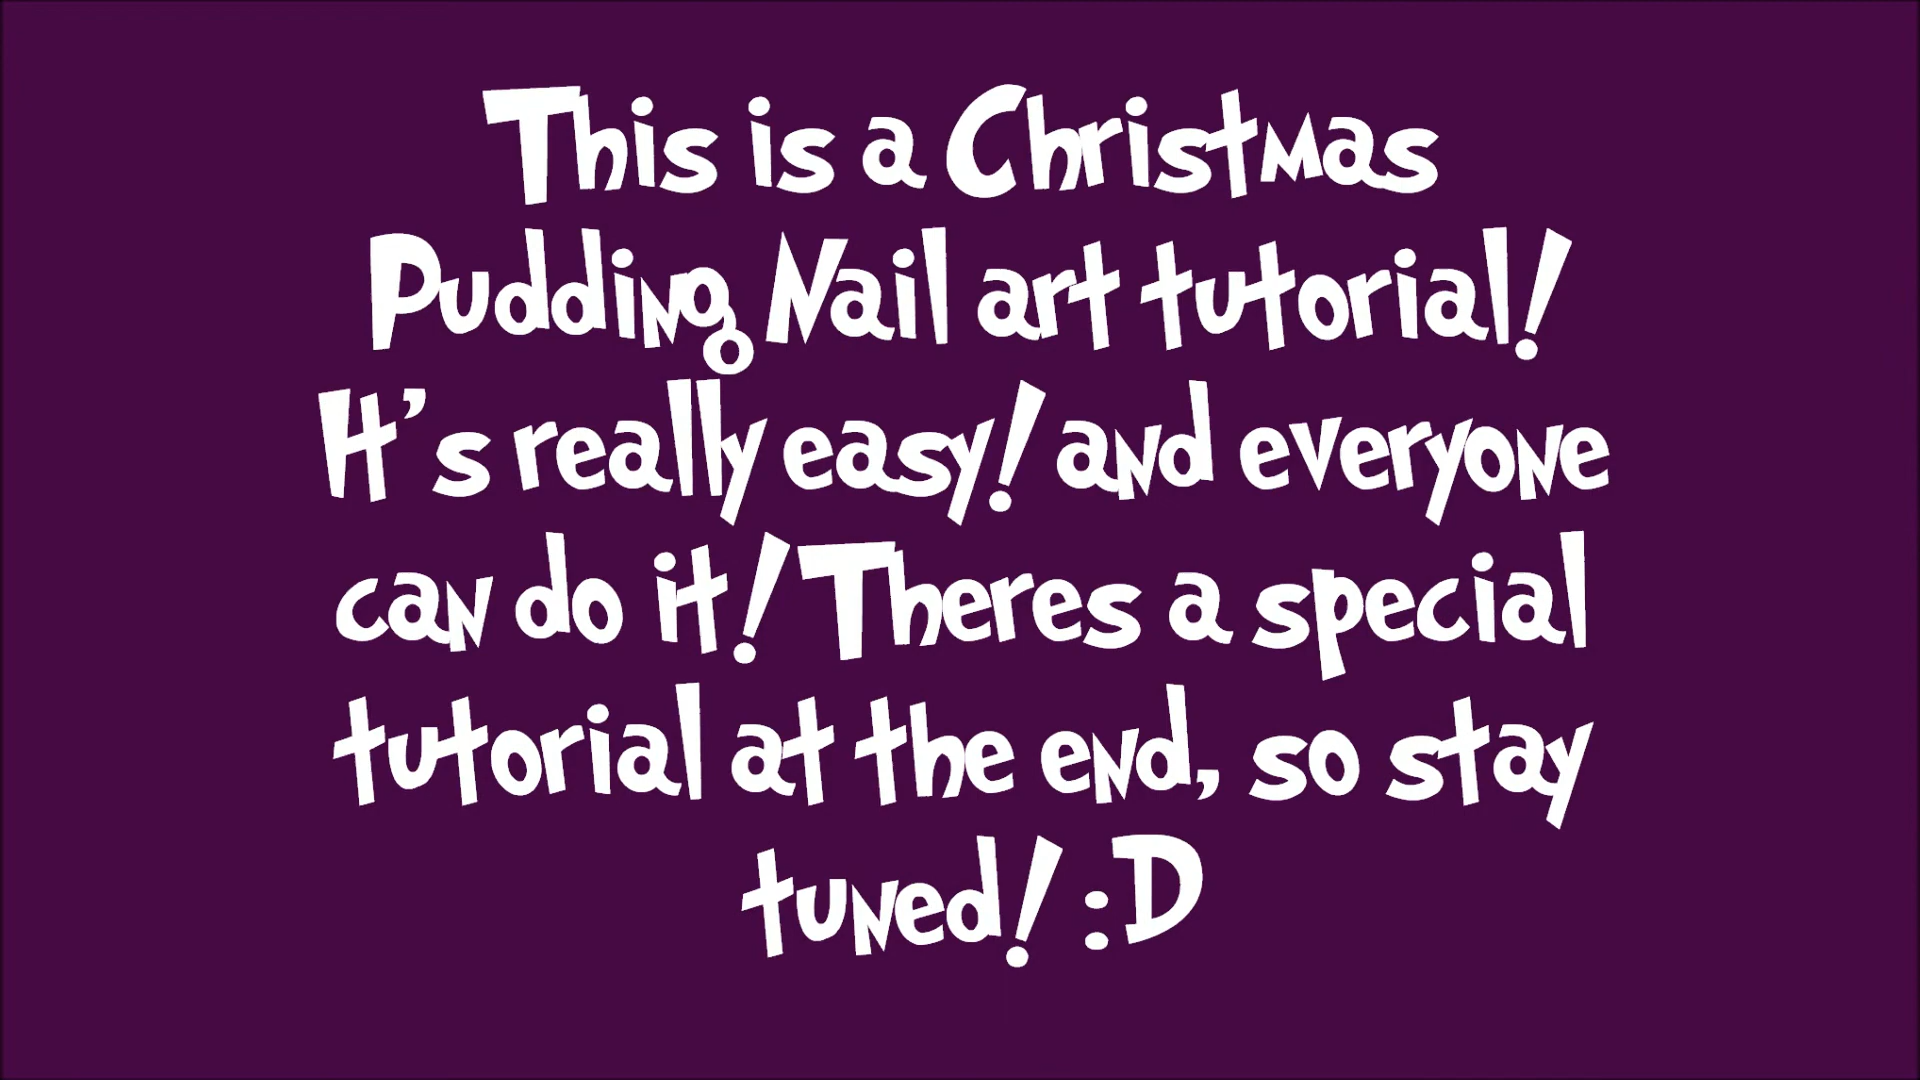 This is a Christmas
Pudding Nail art tutorial!
It's really easy! and everyone
can do it! Theres a special
tutorial at the end, so stay
tuned! :D